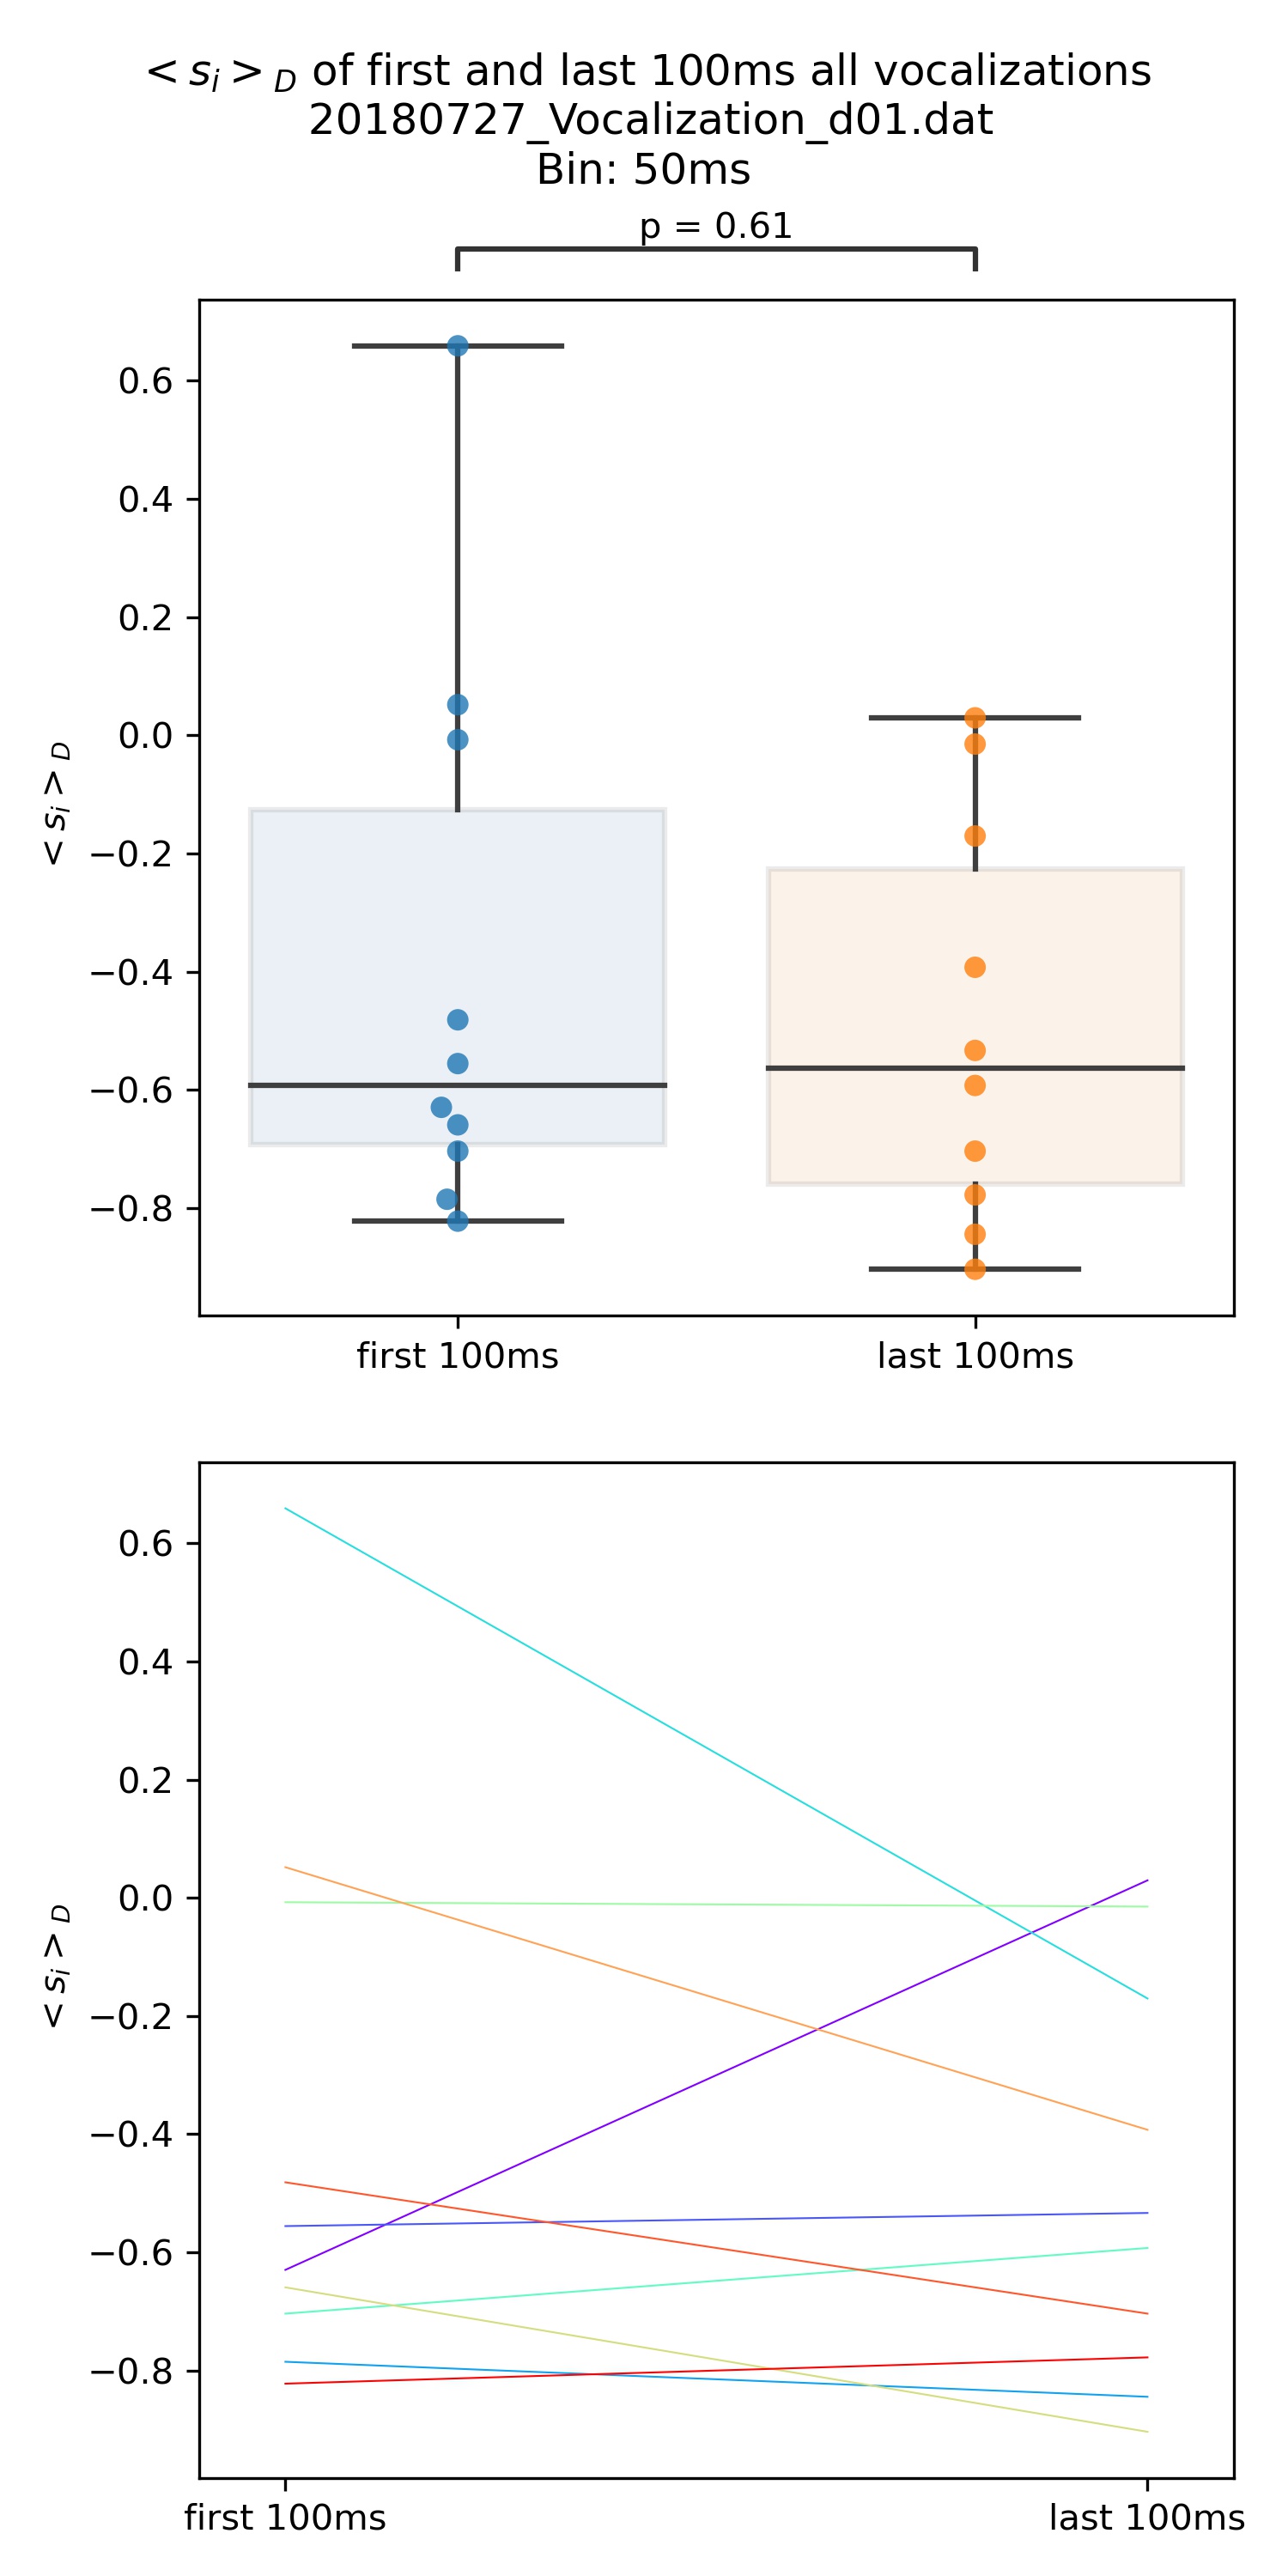 < s_i >_D of first and last 100ms all vocalizations
20180727_Vocalization_d01.dat
Bin: 50ms
p = 0.61
0.6
0.4
0.2
0.0
−0.2
−0.4
−0.6
−0.8
< s_i >_D
first 100ms
last 100ms
0.6
0.4
0.2
0.0
−0.2
−0.4
−0.6
−0.8
< s_i >_D
first 100ms
last 100ms